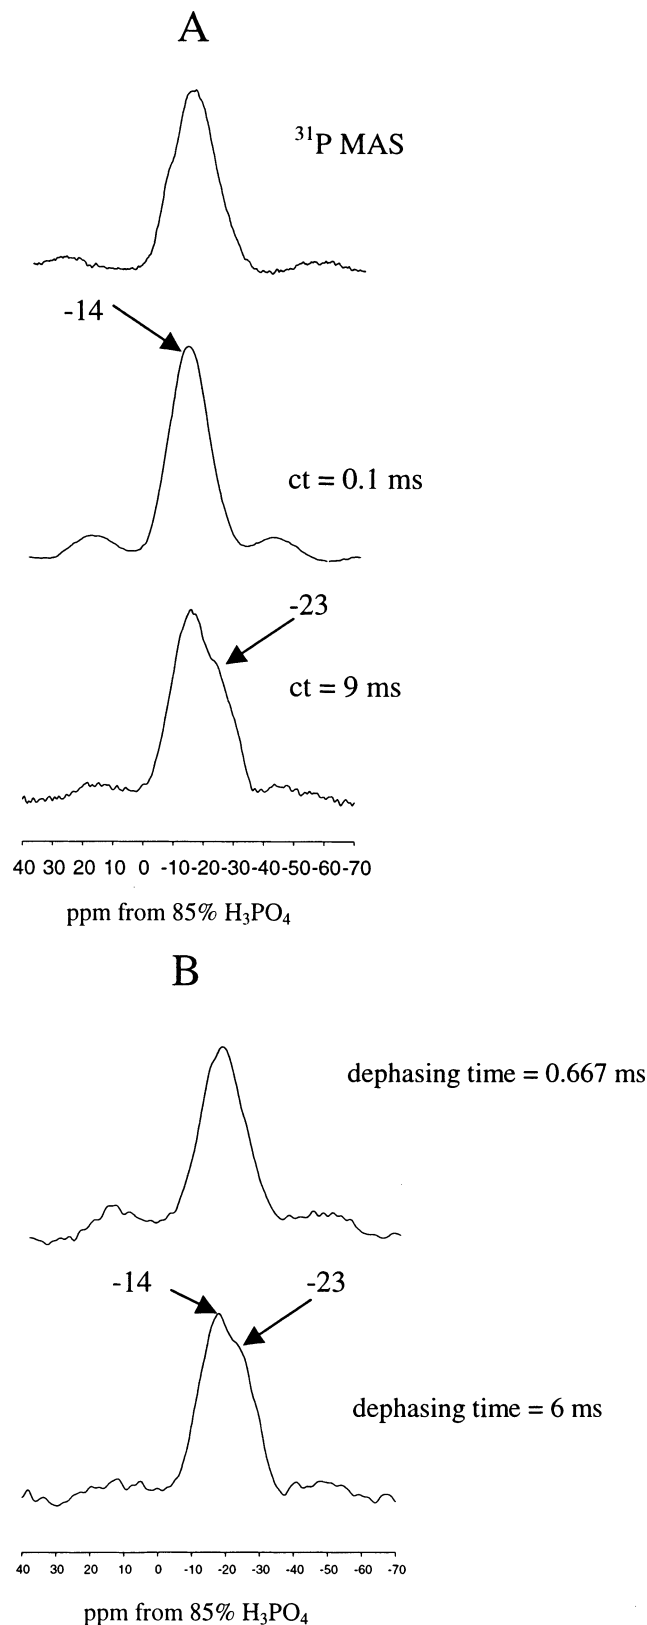 A
³¹P MAS
-14
ct = 0.1 ms
-23
ct = 9 ms
40 30 20 10 0 -10-20-30-40-50-60-70
ppm from 85% H₃PO₄
B
dephasing time = 0.667 ms
-14 -23
dephasing time = 6 ms
40 30 20 10 0 -10 -20 -30 -40 -50 -60 -70
ppm from 85% H₃PO₄